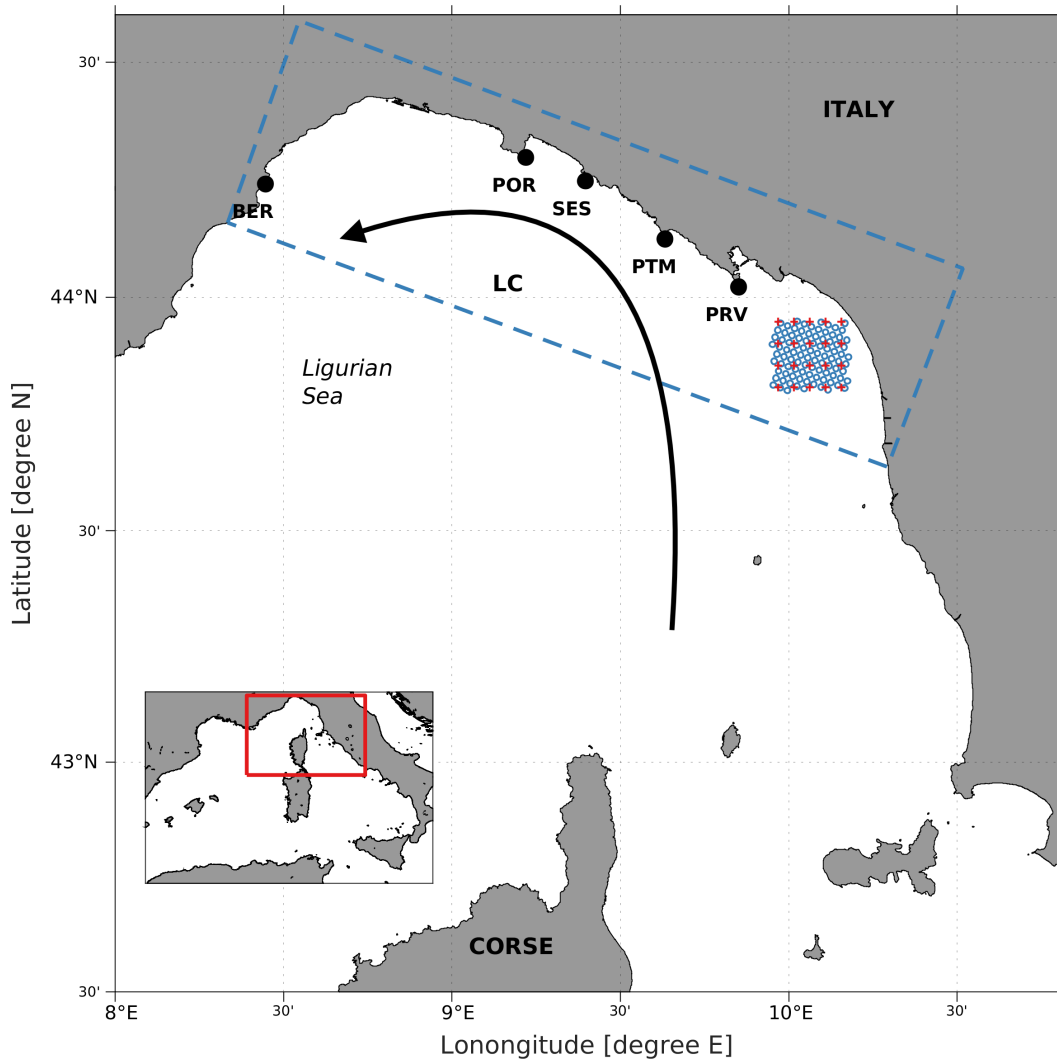 30'
ITALY
POR
SES
BER
PTM
LC
44°N
PRV
Ligurian
Sea
Latitude [degree N]
30'
43°N
CORSE
30'
8°E
30'
9°E
30'
10°E
30'
Lonongitude [degree E]